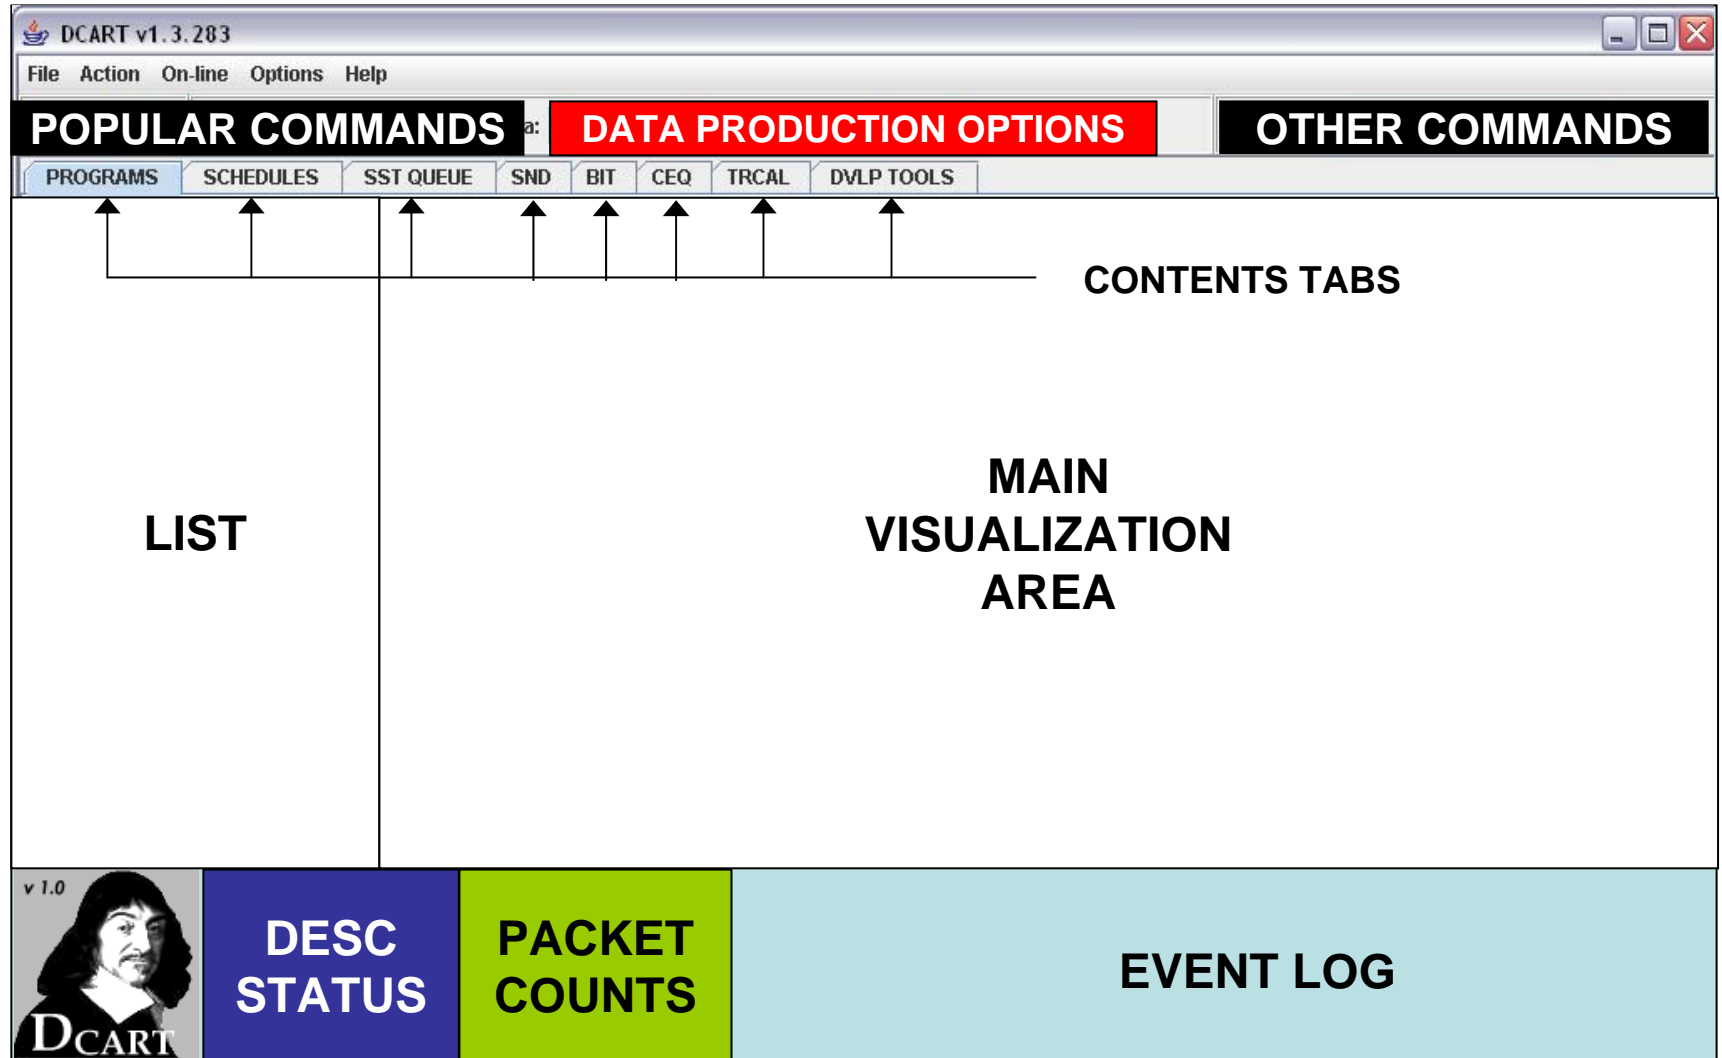 DCART v1.3.283
File Action On-line Options Help
POPULAR COMMANDS a: DATA PRODUCTION OPTIONS OTHER COMMANDS
PROGRAMS SCHEDULES SST QUEUE SND BIT CEQ TRCAL DVLP TOOLS
CONTENTS TABS
LIST
MAIN
VISUALIZATION
AREA
v 1.0
DCART
DESC
STATUS
PACKET
COUNTS
EVENT LOG